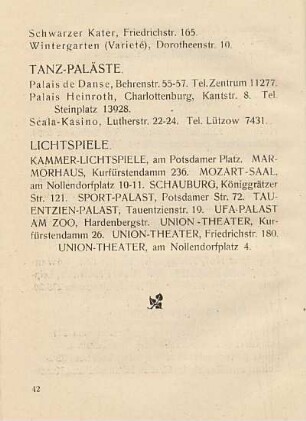 Schwarzer Kater, Friedrichstr. 165.
Wintergarten (Varieté), Dorotheenstr. 10.
TANZ-PALÄSTE.
Palais de Danse, Behrenstr. 55-57. Tel. Zentrum 11277.
Palais Heinroth, Charlottenburg, Kantstr. 8. Tel.
Steinplatz 13928.
Scala-Kasino, Lutherstr. 22-24. Tel. Lützow 7431.
LICHTSPIELE.
KAMMER-LICHTSPIELE, am Potsdamer Platz. MAR-
MORHAUS, Kurfürstendamm 236. MOZART-SAAL,
am Nollendorfplatz 10-11. SCHAUBURG, Königgrätzer
Str. 121. SPORT-PALAST, Potsdamer Str. 72. TAU-
ENTZIEN-PALAST, Tauentzienstr. 19. UFA-PALAST
AM ZOO, Hardenbergstr. UNION-THEATER, Kur-
fürstendamm 26. UNION-THEATER, Friedrichstr. 180.
UNION-THEATER, am Nollendorfplatz 4.
42